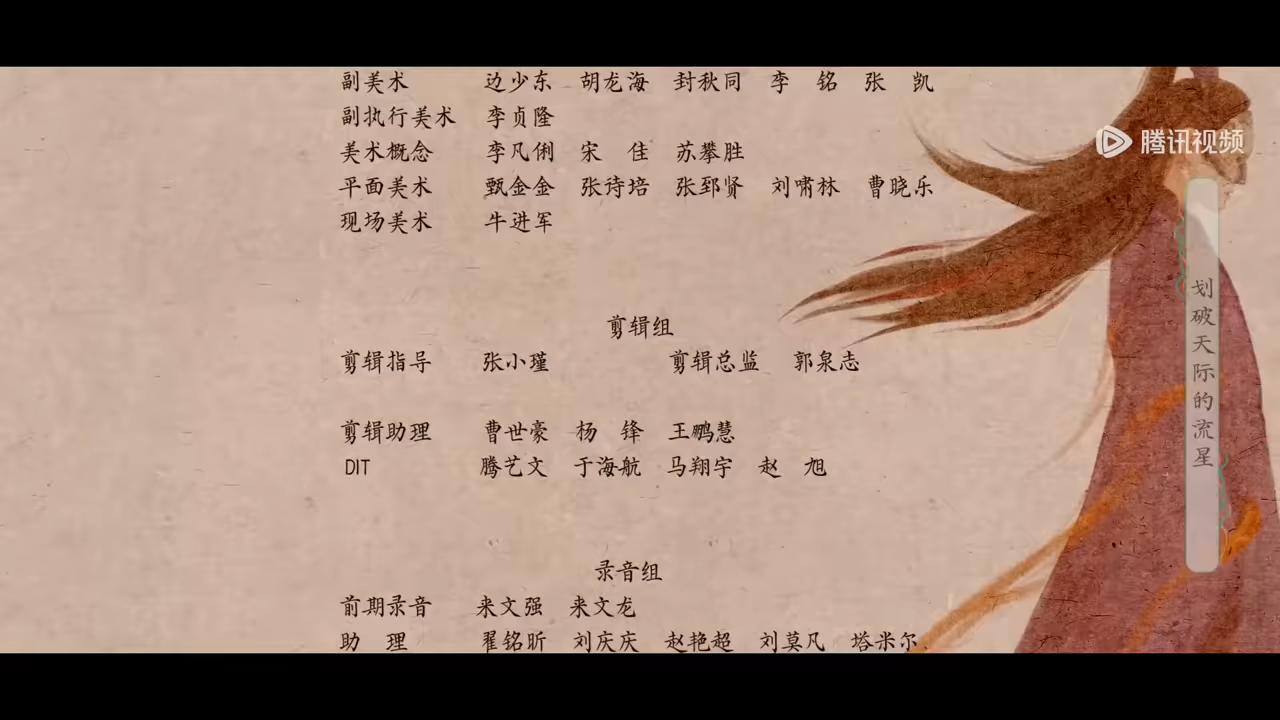 副美术 边少东 胡龙海 封秋同 李 铭 张 凯
副执行美术 李贞隆
美术概念 李凡俐 宋 佳 苏攀胜
平面美术 甄金金 张诗培 张郅贤 刘啸林 曹晓乐
现场美术 牛进军
剪辑组
剪辑指导 张小瑾 剪辑总监 郭泉志
剪辑助理 曹世豪 杨 锋 王鹏慧
DIT 腾艺文 于海航 马翔宇 赵 旭
录音组
前期录音 来文强 来文龙
助 理 翟铭昕 刘庆庆 赵艳超 刘莫凡 塔米尔
腾讯视频
划破天际的流星